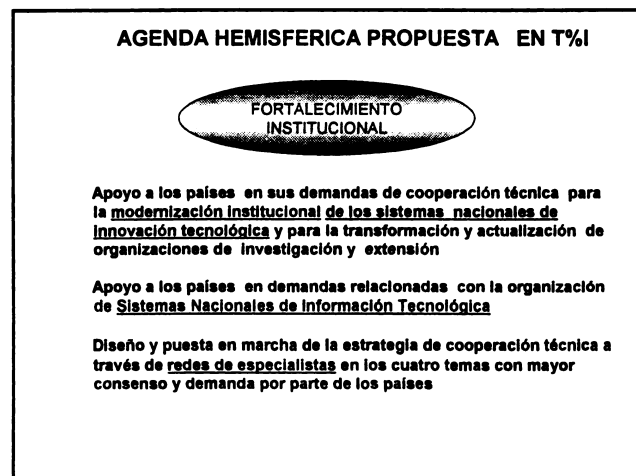 AGENDA HEMISFERICA PROPUESTA EN T%I
FORTALECIMIENTO
INSTITUCIONAL
Apoyo a los países en sus demandas de cooperación técnica para
la modernización institucional de los sistemas nacionales de
innovación tecnológica y para la transformación y actualización de
organizaciones de investigación y extensión
Apoyo a los países en demandas relacionadas con la organización
de Sistemas Nacionales de Información Tecnológica
Diseño y puesta en marcha de la estrategia de cooperación técnica a
través de redes de especialistas en los cuatro temas con mayor
consenso y demanda por parte de los países